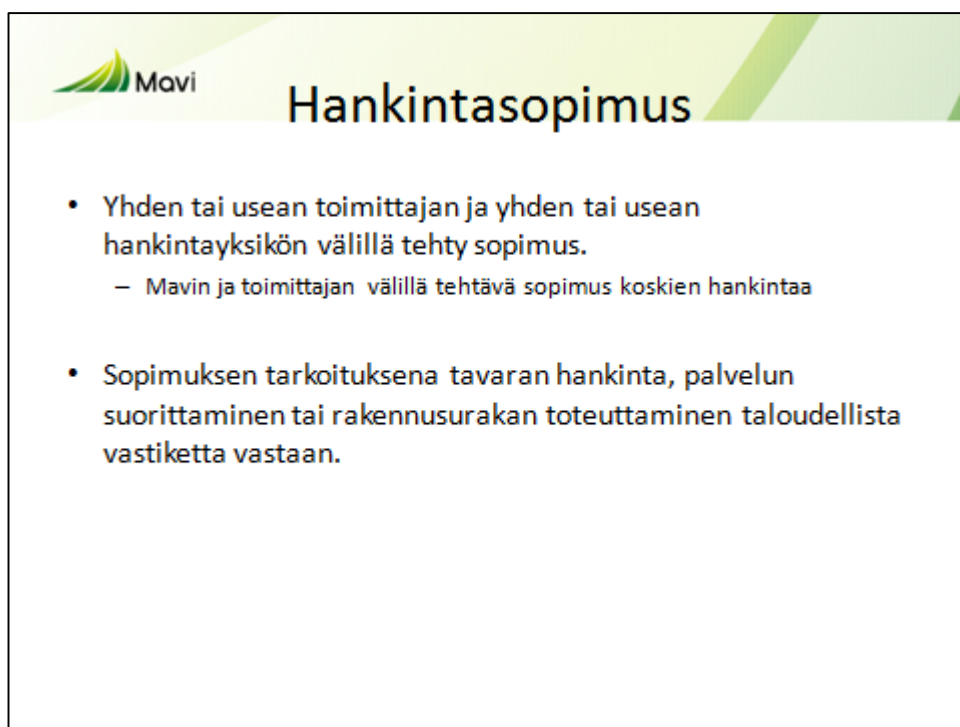 Mavi
Hankintasopimus
• Yhden tai usean toimittajan ja yhden tai usean
hankintayksikön välillä tehty sopimus.
– Mavin ja toimittajan välillä tehtävä sopimus koskien hankintaa
• Sopimuksen tarkoituksena tavaran hankinta, palvelun
suorittaminen tai rakennusurakan toteuttaminen taloudellista
vastiketta vastaan.